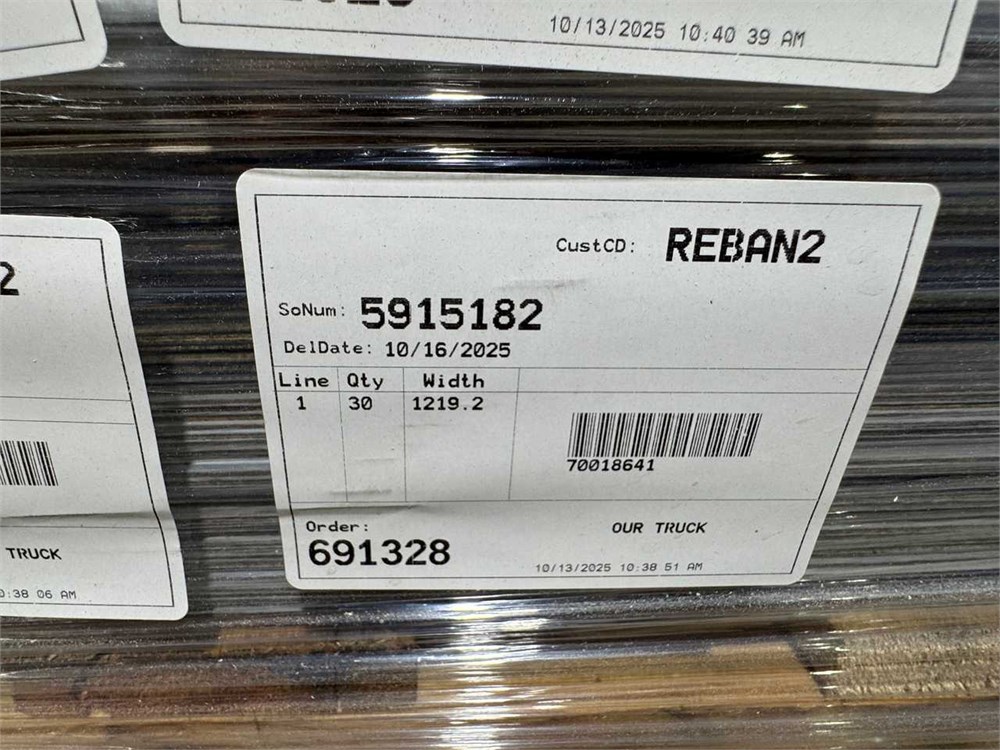 10/13/2025 10:40 39 AM
CustCD: REBAN2
SoNum: 5915182
DelDate: 10/16/2025
Line Qty Width
1 30 1219.2
70018641
Order:
691328
OUR TRUCK
10/13/2025 10:38 51 AM
2
TRUCK
:38 06 AM